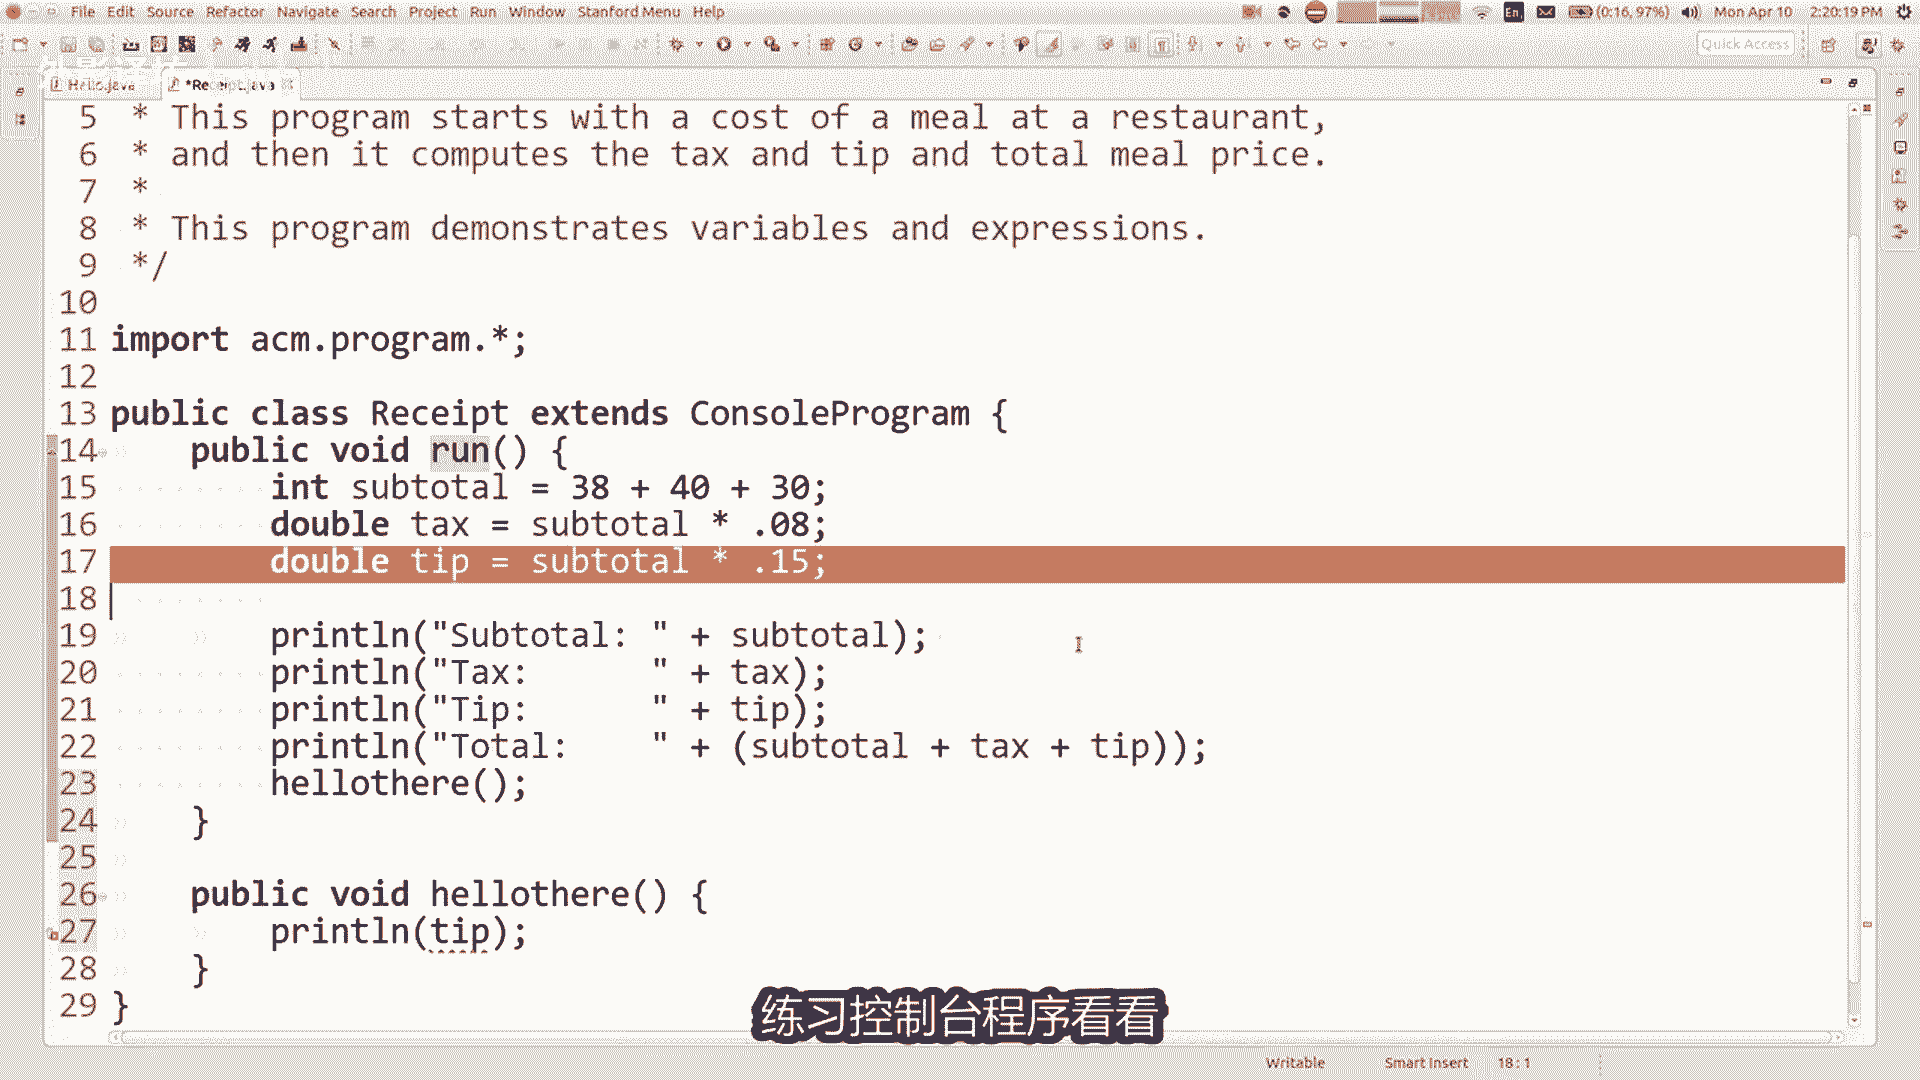 File Edit Source Refactor Navigate Search Project Run Window Stanford Menu Help
En (0:16, 97%) Mon Apr 10 2:20:19 PM
Quick Access
Hello.java *Receipt.java
5 * This program starts with a cost of a meal at a restaurant,
6 * and then it computes the tax and tip and total meal price.
7 *
8 * This program demonstrates variables and expressions.
9 */
10
11 import acm.program.*;
12
13 public class Receipt extends ConsoleProgram {
14 public void run() {
15 int subtotal = 38 + 40 + 30;
16 double tax = subtotal * .08;
17 double tip = subtotal * .15;
18
19 println("Subtotal: " + subtotal);
20 println("Tax:      " + tax);
21 println("Tip:      " + tip);
22 println("Total:    " + (subtotal + tax + tip));
23 hellothere();
24 }
25
26 public void hellothere() {
27 println(tip);
28 }
29 }
练习控制台程序看看
Writable Smart Insert 18:1